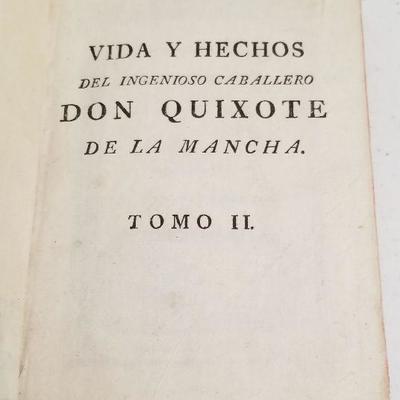 VIDA Y HECHOS
DEL INGENIOSO CABALLERO
DON QUIXOTE
DE LA MANCHA.
TOMO II.